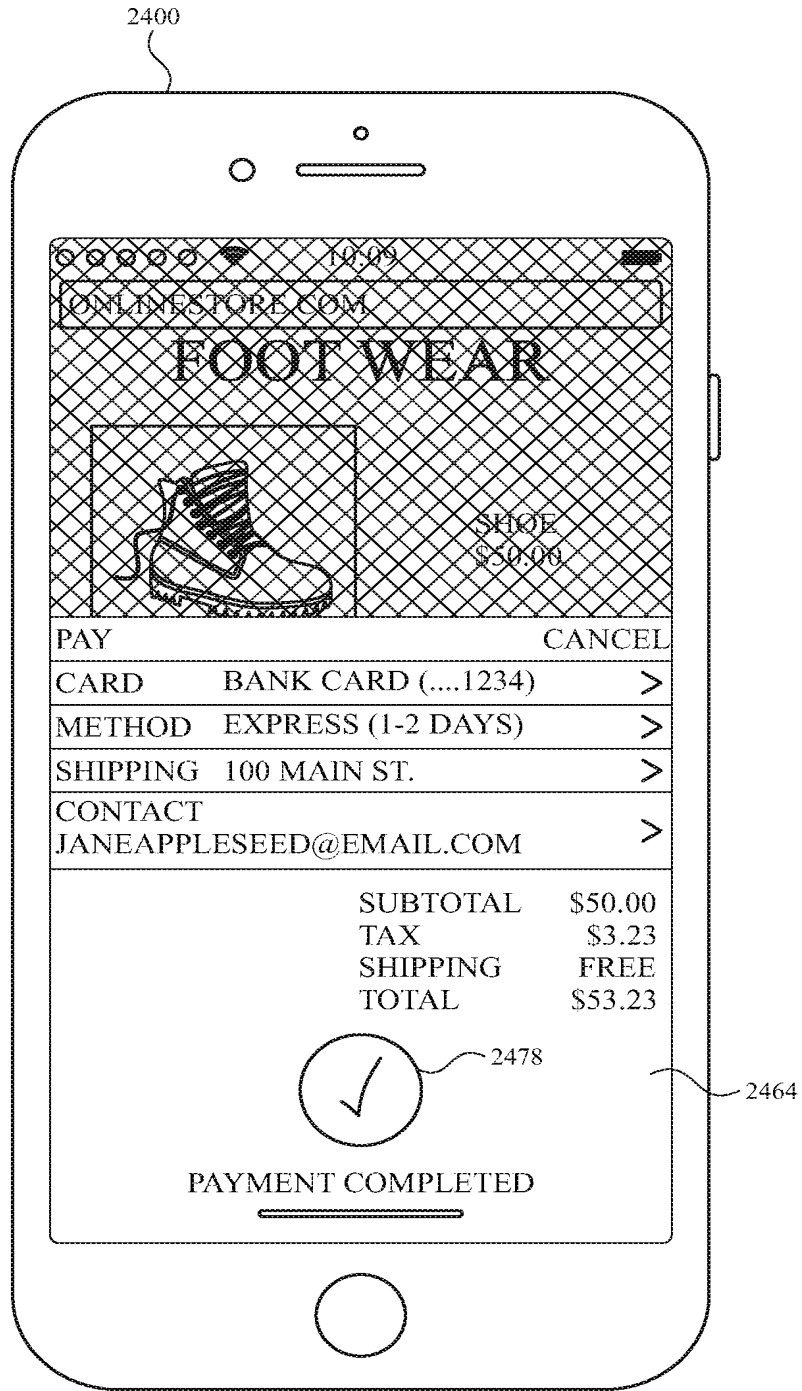 2400
10:09
ONLINESTORE.COM
FOOT WEAR
SHOE
$50.00
PAY CANCEL
CARD BANK CARD (....1234) >
METHOD EXPRESS (1-2 DAYS) >
SHIPPING 100 MAIN ST. >
CONTACT
JANEAPPLESEED@EMAIL.COM >
SUBTOTAL $50.00
TAX $3.23
SHIPPING FREE
TOTAL $53.23
2478
2464
PAYMENT COMPLETED